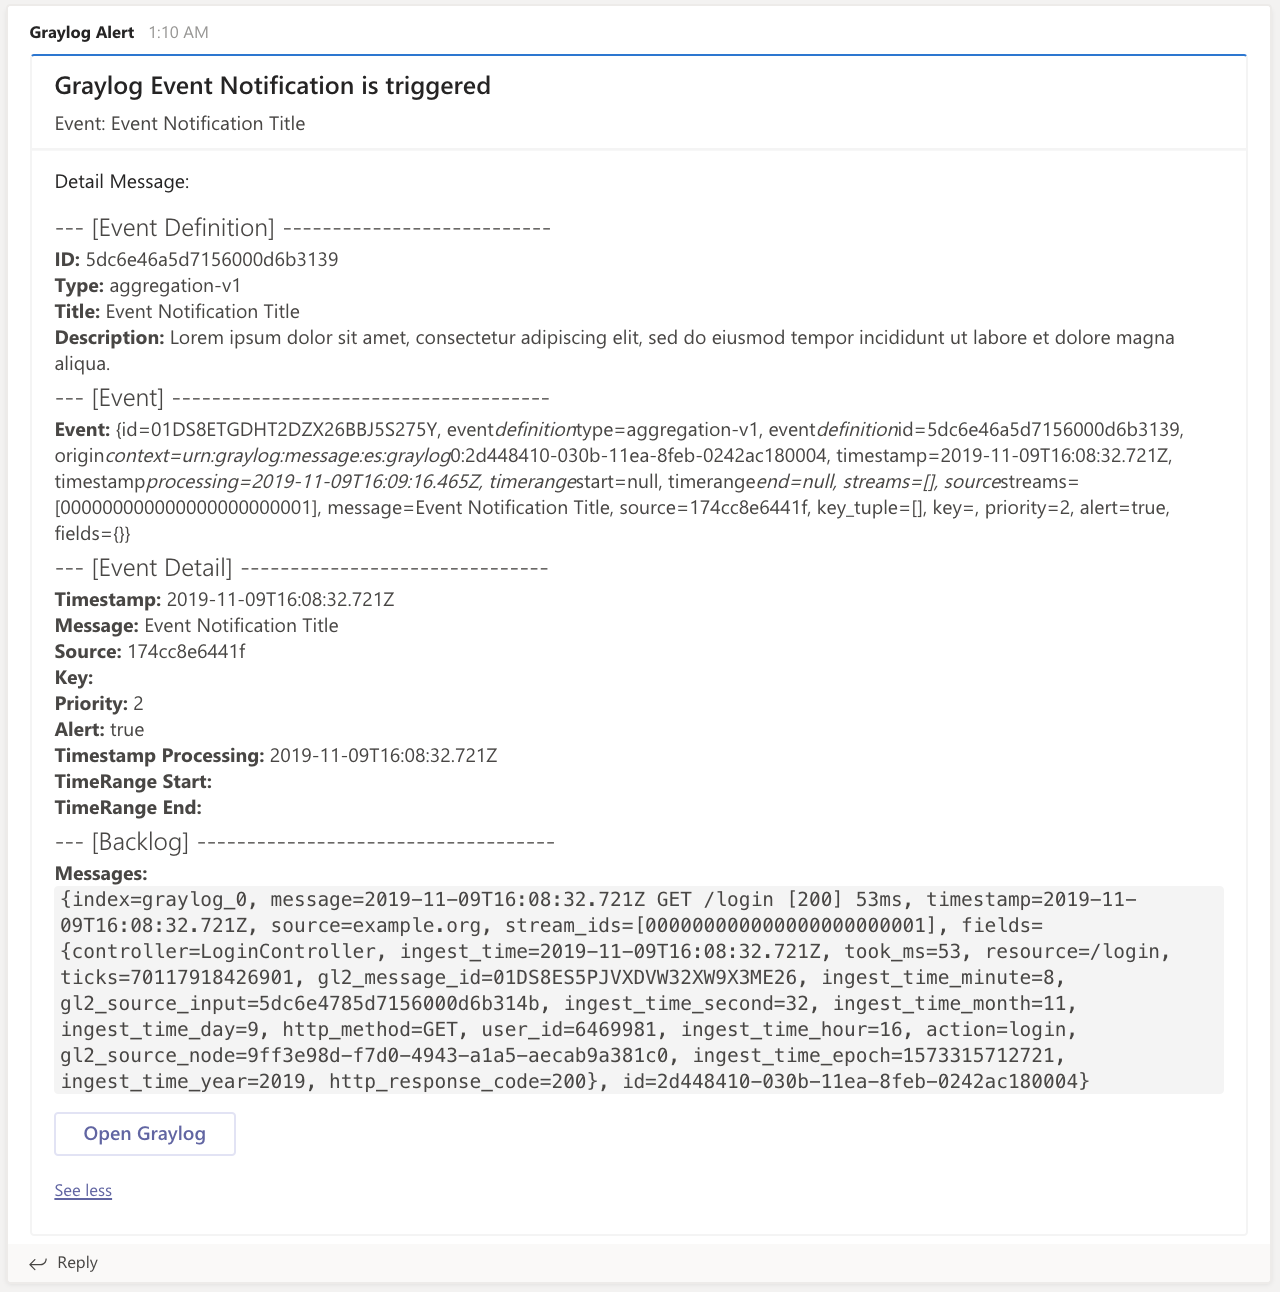 Graylog Alert 1:10 AM
Graylog Event Notification is triggered
Event: Event Notification Title
Detail Message:
--- [Event Definition] ---------------------------
ID: 5dc6e46a5d7156000d6b3139
Type: aggregation-v1
Title: Event Notification Title
Description: Lorem ipsum dolor sit amet, consectetur adipiscing elit, sed do eiusmod tempor incididunt ut labore et dolore magna
aliqua.
--- [Event] --------------------------------------
Event: {id=01DS8ETGDHT2DZX26BBJ5S275Y, eventdefinitiontype=aggregation-v1, eventdefinitionid=5dc6e46a5d7156000d6b3139,
origincontext=urn:graylog:message:es:graylog0:2d448410-030b-11ea-8feb-0242ac180004, timestamp=2019-11-09T16:08:32.721Z,
timestampprocessing=2019-11-09T16:09:16.465Z, timerangestart=null, timerangeend=null, streams=[], sourcestreams=
[000000000000000000000001], message=Event Notification Title, source=174cc8e6441f, key_tuple=[], key=, priority=2, alert=true,
fields={}}
--- [Event Detail] -------------------------------
Timestamp: 2019-11-09T16:08:32.721Z
Message: Event Notification Title
Source: 174cc8e6441f
Key:
Priority: 2
Alert: true
Timestamp Processing: 2019-11-09T16:08:32.721Z
TimeRange Start:
TimeRange End:
--- [Backlog] ------------------------------------
Messages:
{index=graylog_0, message=2019-11-09T16:08:32.721Z GET /login [200] 53ms, timestamp=2019-11-
09T16:08:32.721Z, source=example.org, stream_ids=[000000000000000000000001], fields=
{controller=LoginController, ingest_time=2019-11-09T16:08:32.721Z, took_ms=53, resource=/login,
ticks=70117918426901, gl2_message_id=01DS8ES5PJVXDVW32XW9X3ME26, ingest_time_minute=8,
gl2_source_input=5dc6e4785d7156000d6b314b, ingest_time_second=32, ingest_time_month=11,
ingest_time_day=9, http_method=GET, user_id=6469981, ingest_time_hour=16, action=login,
gl2_source_node=9ff3e98d-f7d0-4943-a1a5-aecab9a381c0, ingest_time_epoch=1573315712721,
ingest_time_year=2019, http_response_code=200}, id=2d448410-030b-11ea-8feb-0242ac180004}
Open Graylog
See less
Reply